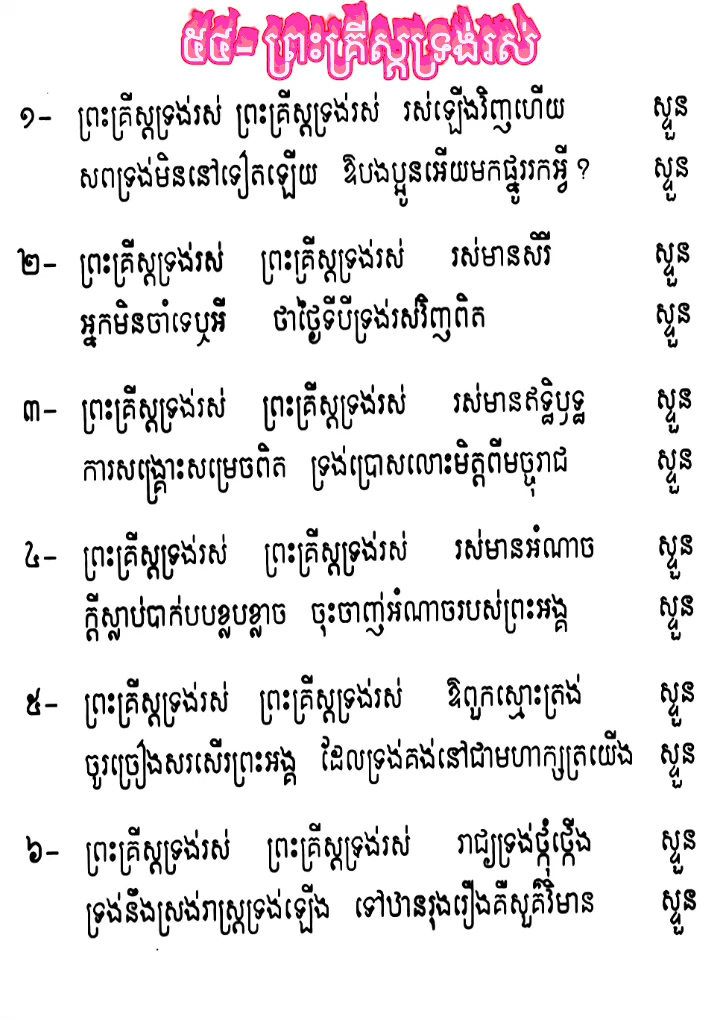 ៥៤- ព្រះគ្រីស្តទ្រង់រស់
១- ព្រះគ្រីស្តទ្រង់រស់ ព្រះគ្រីស្តទ្រង់រស់ រស់ឡើងវិញហើយ ស្ទួន
សពទ្រង់មិននៅទៀតឡើយ ឱបងប្អូនអើយមកផ្នូររកអ្វី ? ស្ទួន
២- ព្រះគ្រីស្តទ្រង់រស់ ព្រះគ្រីស្តទ្រង់រស់ រស់មានសិរី ស្ទួន
អ្នកមិនចាំទេឬអី ថាថ្ងៃទីបីទ្រង់រស់វិញពិត ស្ទួន
៣- ព្រះគ្រីស្តទ្រង់រស់ ព្រះគ្រីស្តទ្រង់រស់ រស់មានឥទ្ធិឫទ្ធ ស្ទួន
ការសង្គ្រោះសម្រេចពិត ទ្រង់ប្រោសលោះមិត្តពីមច្ចុរាជ ស្ទួន
៤- ព្រះគ្រីស្តទ្រង់រស់ ព្រះគ្រីស្តទ្រង់រស់ រស់មានអំណាច ស្ទួន
ក្តីស្លាប់បាក់បបខ្លបខ្លាច ចុះចាញ់អំណាចរបស់ព្រះអង្គ ស្ទួន
៥- ព្រះគ្រីស្តទ្រង់រស់ ព្រះគ្រីស្តទ្រង់រស់ ឱពួកស្មោះត្រង់ ស្ទួន
ចូរច្រៀងសរសើរព្រះអង្គ ដែលទ្រង់គង់នៅជាមហាក្សត្រយើង ស្ទួន
៦- ព្រះគ្រីស្តទ្រង់រស់ ព្រះគ្រីស្តទ្រង់រស់ រាជ្យទ្រង់ថ្កុំថ្កើង ស្ទួន
ទ្រង់នឹងស្រង់រាស្ត្រទ្រង់ឡើង ទៅឋានរុងរឿងគឺសួគ៌វិមាន ស្ទួន